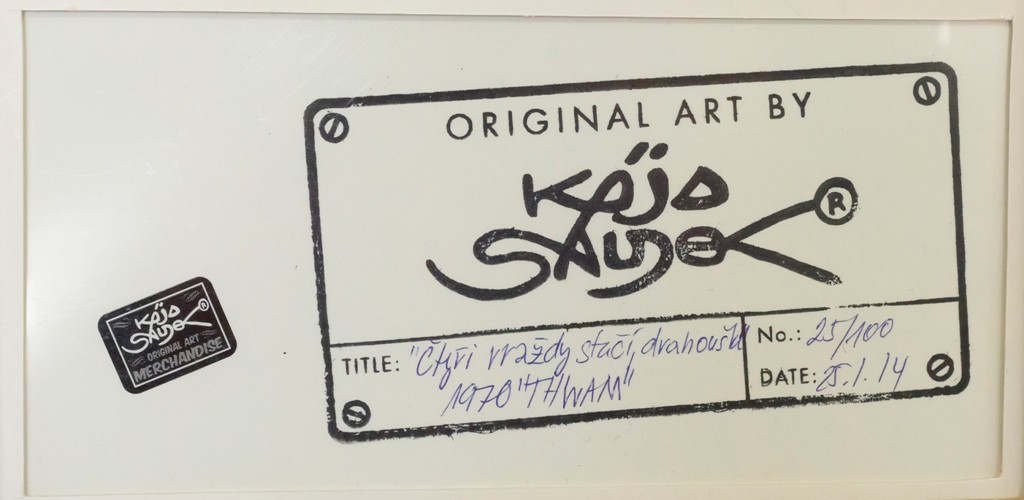 ORIGINAL ART BY
KÁJA
SAUDEK ®
TITLE: "Čtyři vraždy stačí, drahoušku
1970 "THWAM"
No.: 25/100
DATE: 25.1.14
KÁJA
SAUDEK ®
ORIGINAL ART
MERCHANDISE